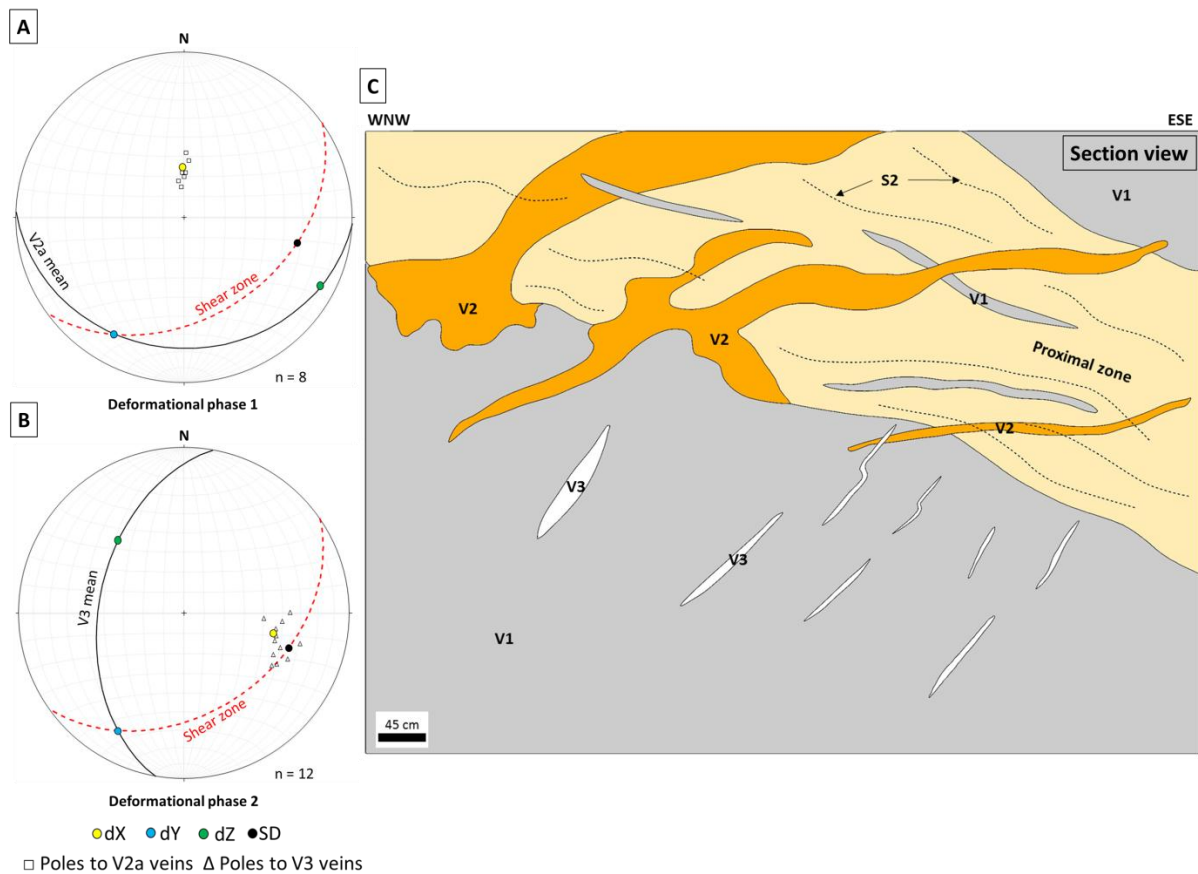 A
N
V2a mean
Shear zone
n = 8
Deformational phase 1
B
N
V3 mean
Shear zone
n = 12
Deformational phase 2
dX dY dZ SD
Poles to V2a veins Δ Poles to V3 veins
C
WNW
ESE
Section view
S2
V1
V2
V1
V2
Proximal zone
V2
V3
V3
V1
45 cm